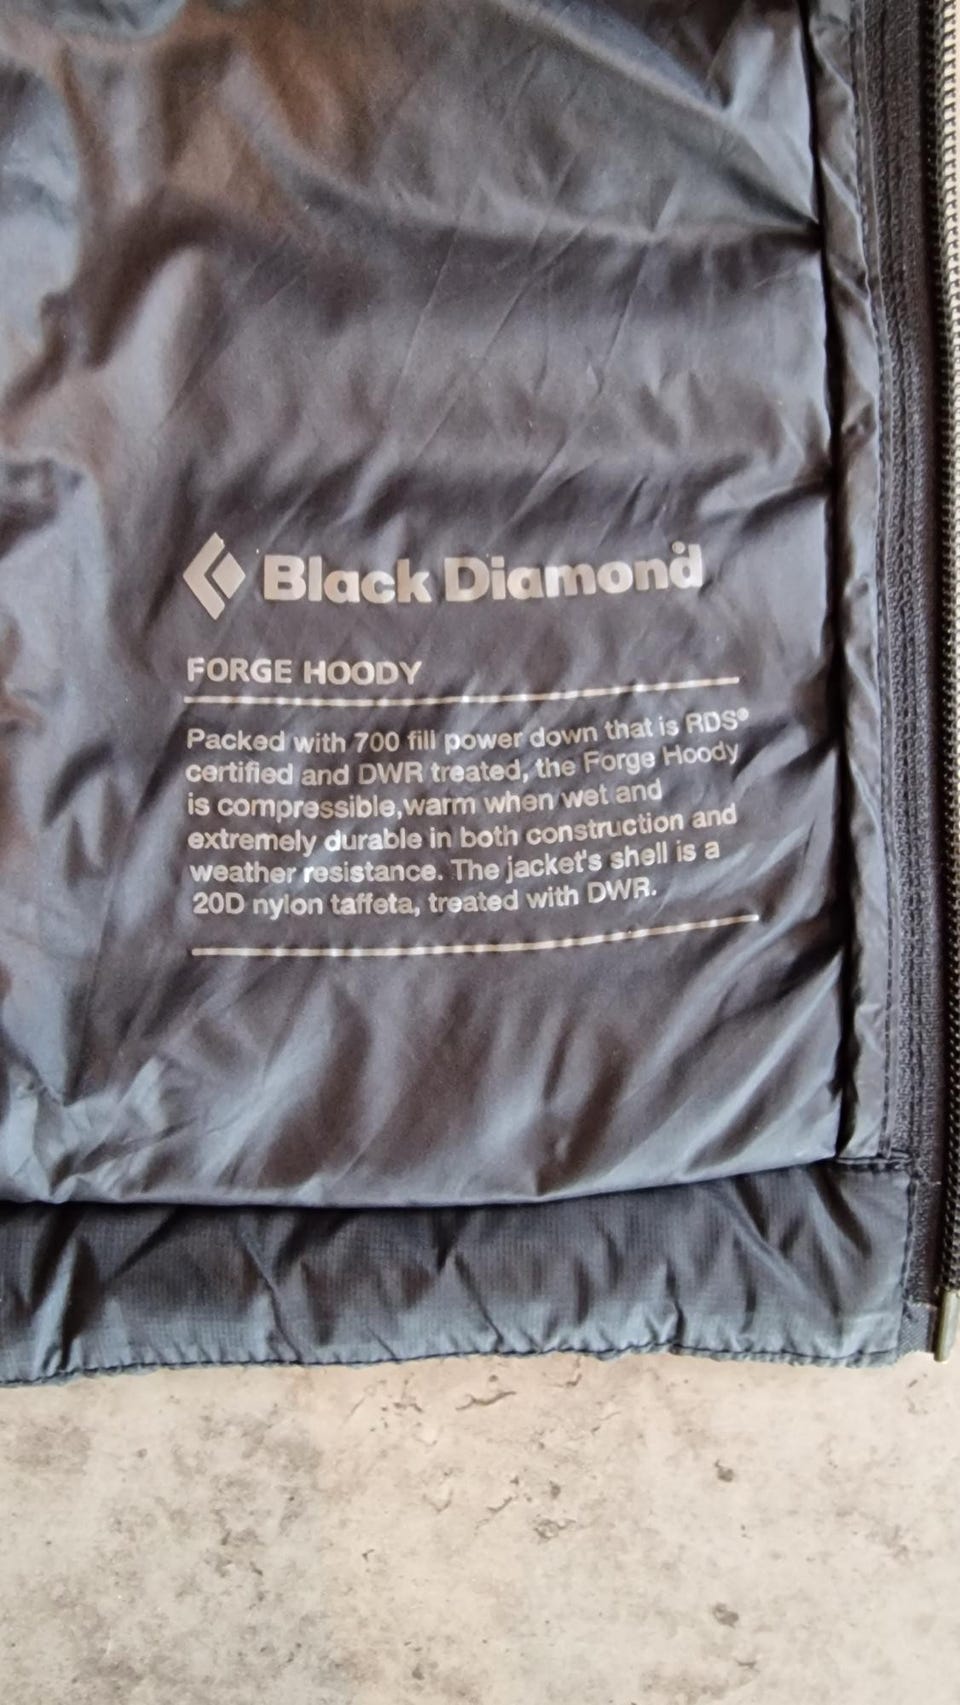 Black Diamond
FORGE HOODY
Packed with 700 fill power down that is RDS®
certified and DWR treated, the Forge Hoody
is compressible,warm when wet and
extremely durable in both construction and
weather resistance. The jacket's shell is a
20D nylon taffeta, treated with DWR.